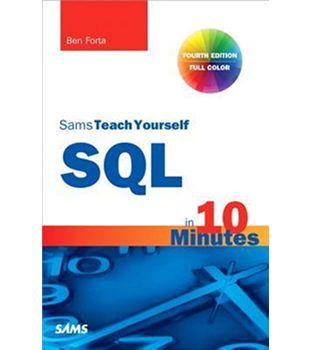 Ben Forta
FOURTH EDITION
FULL COLOR
Sams Teach Yourself
SQL
in 10
Minutes
SAMS